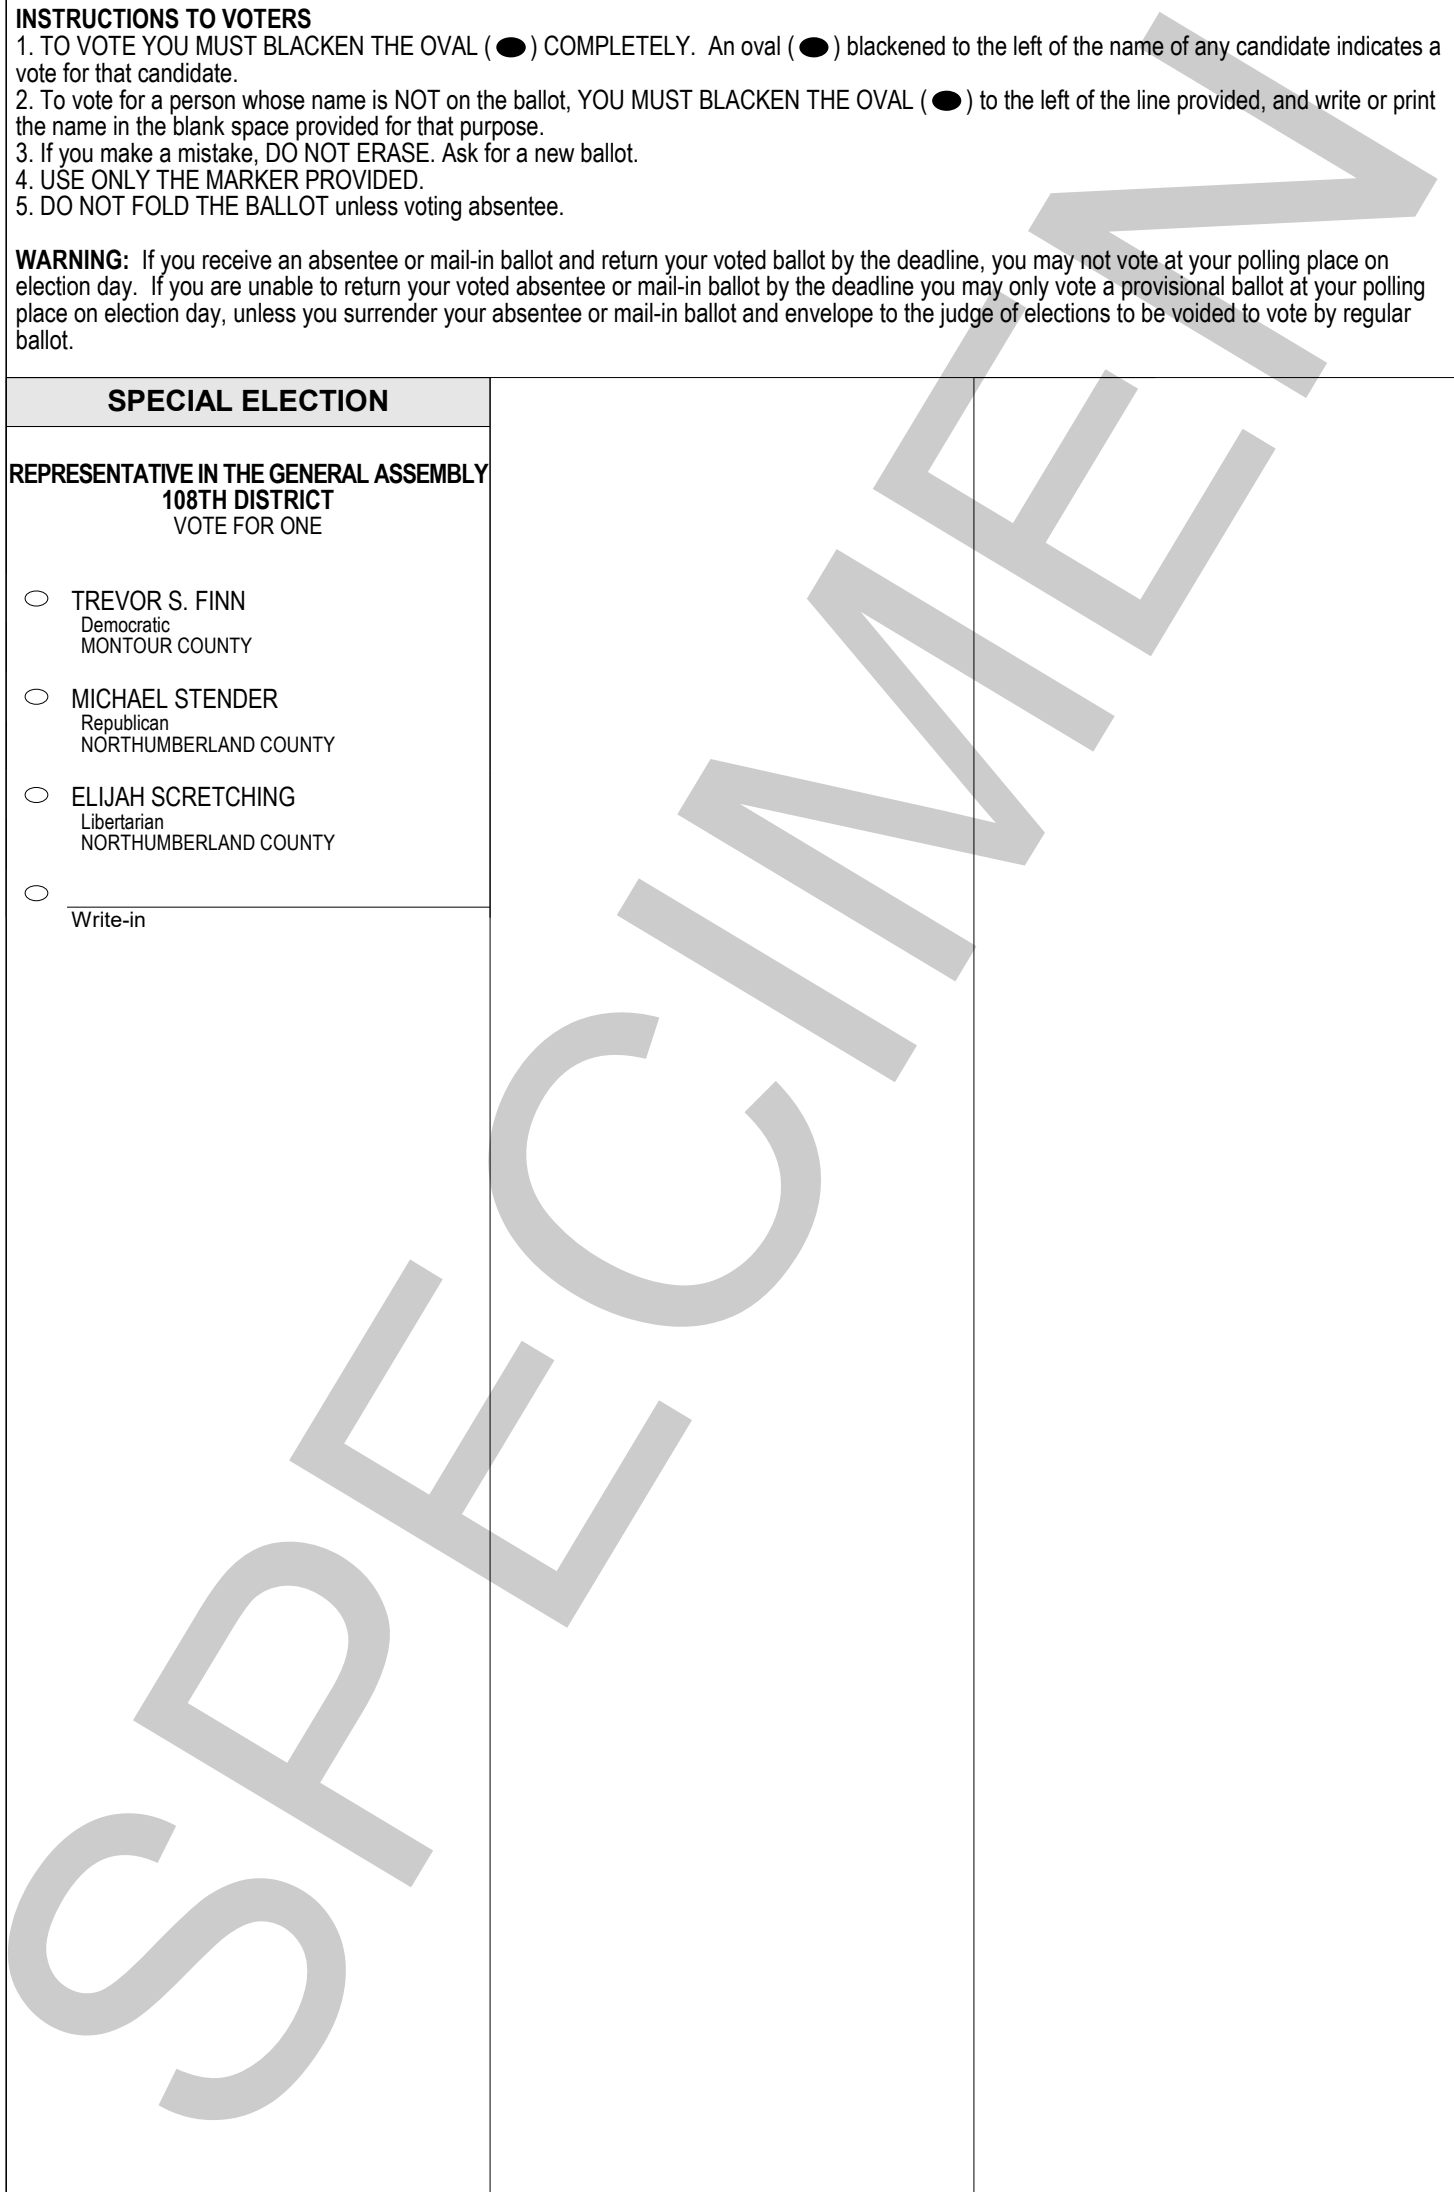 INSTRUCTIONS TO VOTERS
1. TO VOTE YOU MUST BLACKEN THE OVAL (⬬) COMPLETELY.  An oval (⬬) blackened to the left of the name of any candidate indicates a
vote for that candidate.
2. To vote for a person whose name is NOT on the ballot, YOU MUST BLACKEN THE OVAL (⬬) to the left of the line provided, and write or print
the name in the blank space provided for that purpose.
3. If you make a mistake, DO NOT ERASE. Ask for a new ballot.
4. USE ONLY THE MARKER PROVIDED.
5. DO NOT FOLD THE BALLOT unless voting absentee.
WARNING:  If you receive an absentee or mail-in ballot and return your voted ballot by the deadline, you may not vote at your polling place on
election day.  If you are unable to return your voted absentee or mail-in ballot by the deadline you may only vote a provisional ballot at your polling
place on election day, unless you surrender your absentee or mail-in ballot and envelope to the judge of elections to be voided to vote by regular
ballot.
SPECIAL ELECTION
REPRESENTATIVE IN THE GENERAL ASSEMBLY
108TH DISTRICT
VOTE FOR ONE
TREVOR S. FINN
Democratic
MONTOUR COUNTY
MICHAEL STENDER
Republican
NORTHUMBERLAND COUNTY
ELIJAH SCRETCHING
Libertarian
NORTHUMBERLAND COUNTY
Write-in
SPECIMEN